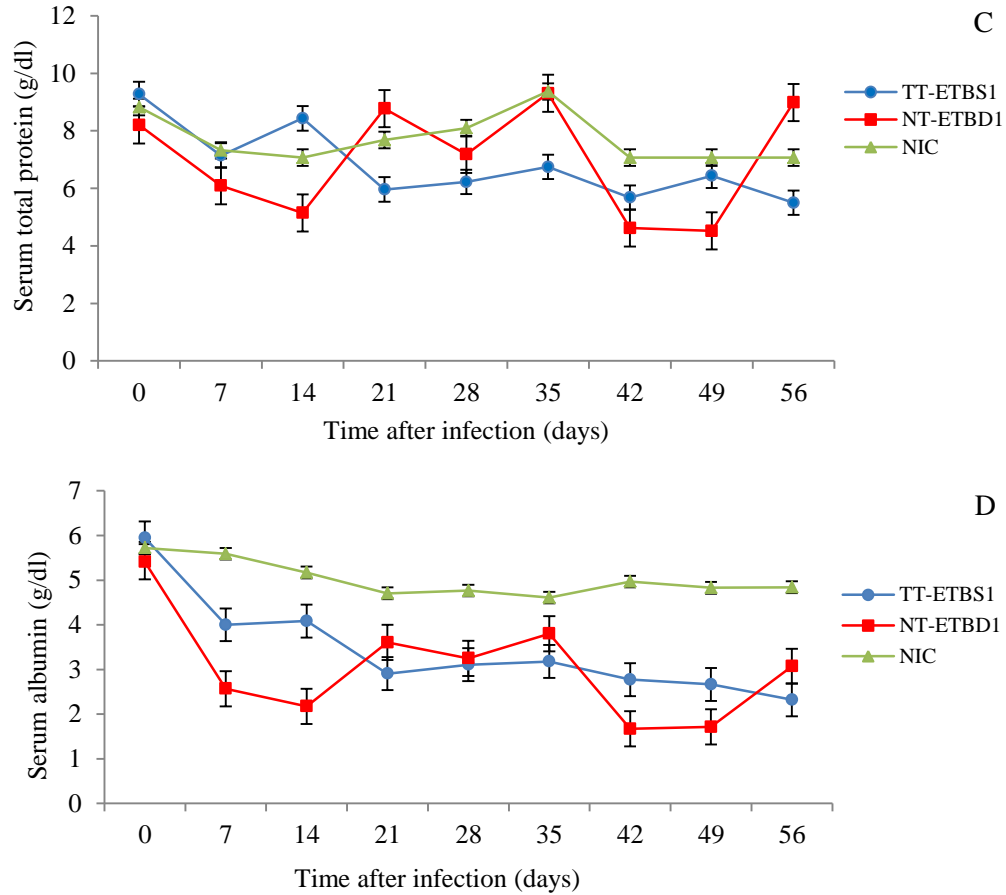 C
Serum total protein (g/dl)
12
10
8
6
4
2
0
0 7 14 21 28 35 42 49 56
Time after infection (days)
TT-ETBS1
NT-ETBD1
NIC
D
Serum albumin (g/dl)
7
6
5
4
3
2
1
0
0 7 14 21 28 35 42 49 56
Time after infection (days)
TT-ETBS1
NT-ETBD1
NIC